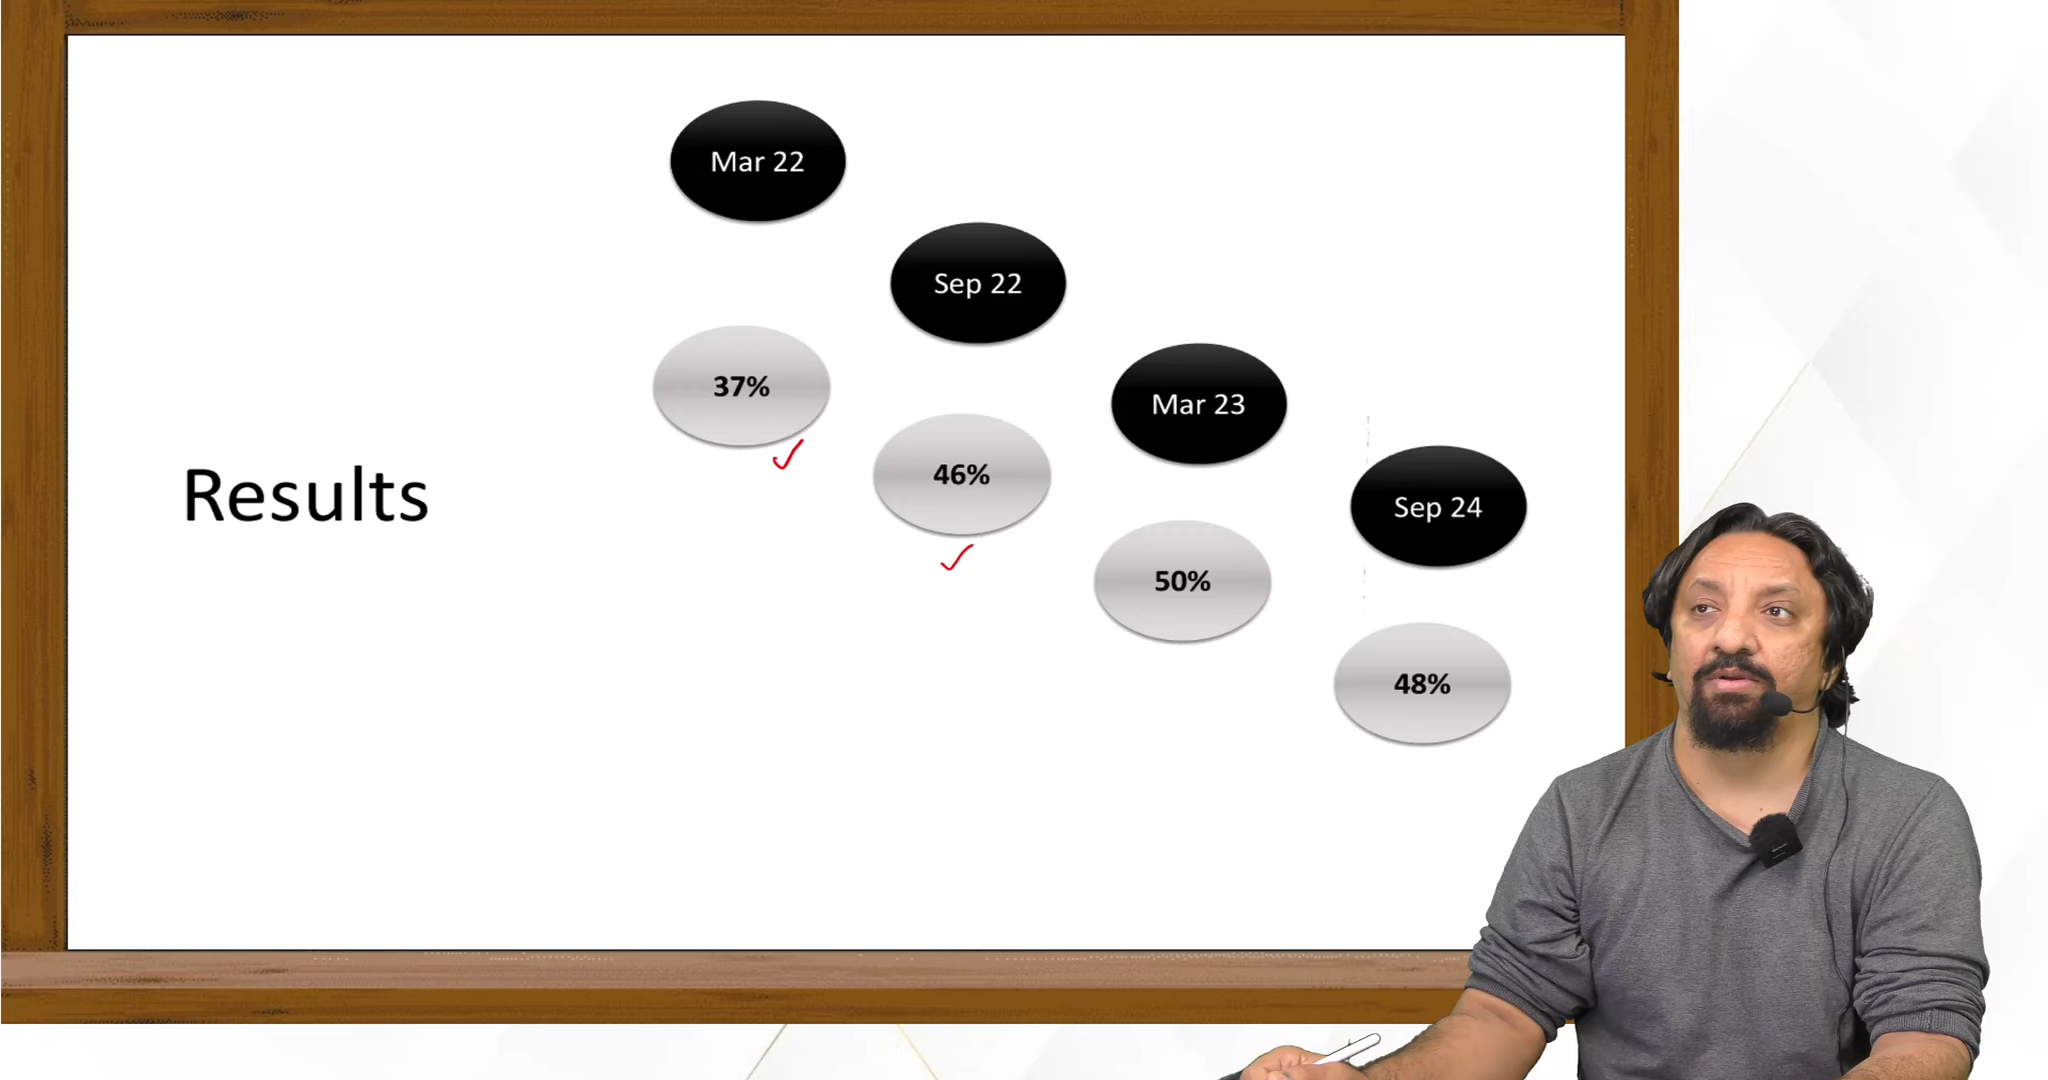 Results
Mar 22
37%
Sep 22
46%
Mar 23
50%
Sep 24
48%